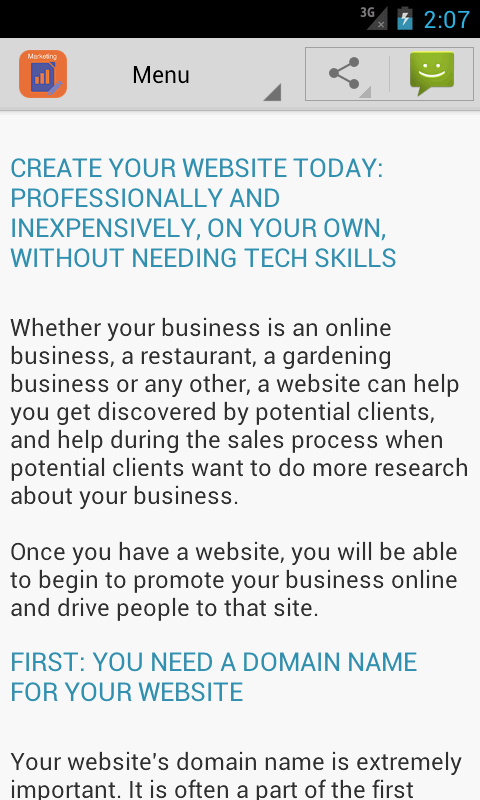 3G
2:07
Marketing
Menu
CREATE YOUR WEBSITE TODAY:
PROFESSIONALLY AND
INEXPENSIVELY, ON YOUR OWN,
WITHOUT NEEDING TECH SKILLS
Whether your business is an online
business, a restaurant, a gardening
business or any other, a website can help
you get discovered by potential clients,
and help during the sales process when
potential clients want to do more research
about your business.
Once you have a website, you will be able
to begin to promote your business online
and drive people to that site.
FIRST: YOU NEED A DOMAIN NAME
FOR YOUR WEBSITE
Your website's domain name is extremely
important. It is often a part of the first